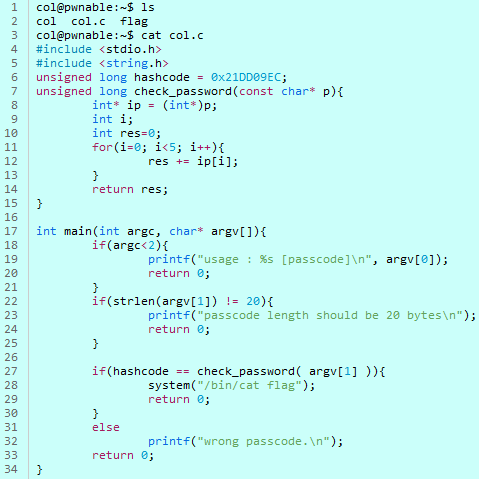 1 col@pwnable:~$ ls
2 col col.c flag
3 col@pwnable:~$ cat col.c
4 #include <stdio.h>
5 #include <string.h>
6 unsigned long hashcode = 0x21DD09EC;
7 unsigned long check_password(const char* p){
8 int* ip = (int*)p;
9 int i;
10 int res=0;
11 for(i=0; i<5; i++){
12 res += ip[i];
13 }
14 return res;
15 }
16
17 int main(int argc, char* argv[]){
18 if(argc<2){
19 printf("usage : %s [passcode]\n", argv[0]);
20 return 0;
21 }
22 if(strlen(argv[1]) != 20){
23 printf("passcode length should be 20 bytes\n");
24 return 0;
25 }
26
27 if(hashcode == check_password( argv[1] )){
28 system("/bin/cat flag");
29 return 0;
30 }
31 else
32 printf("wrong passcode.\n");
33 return 0;
34 }